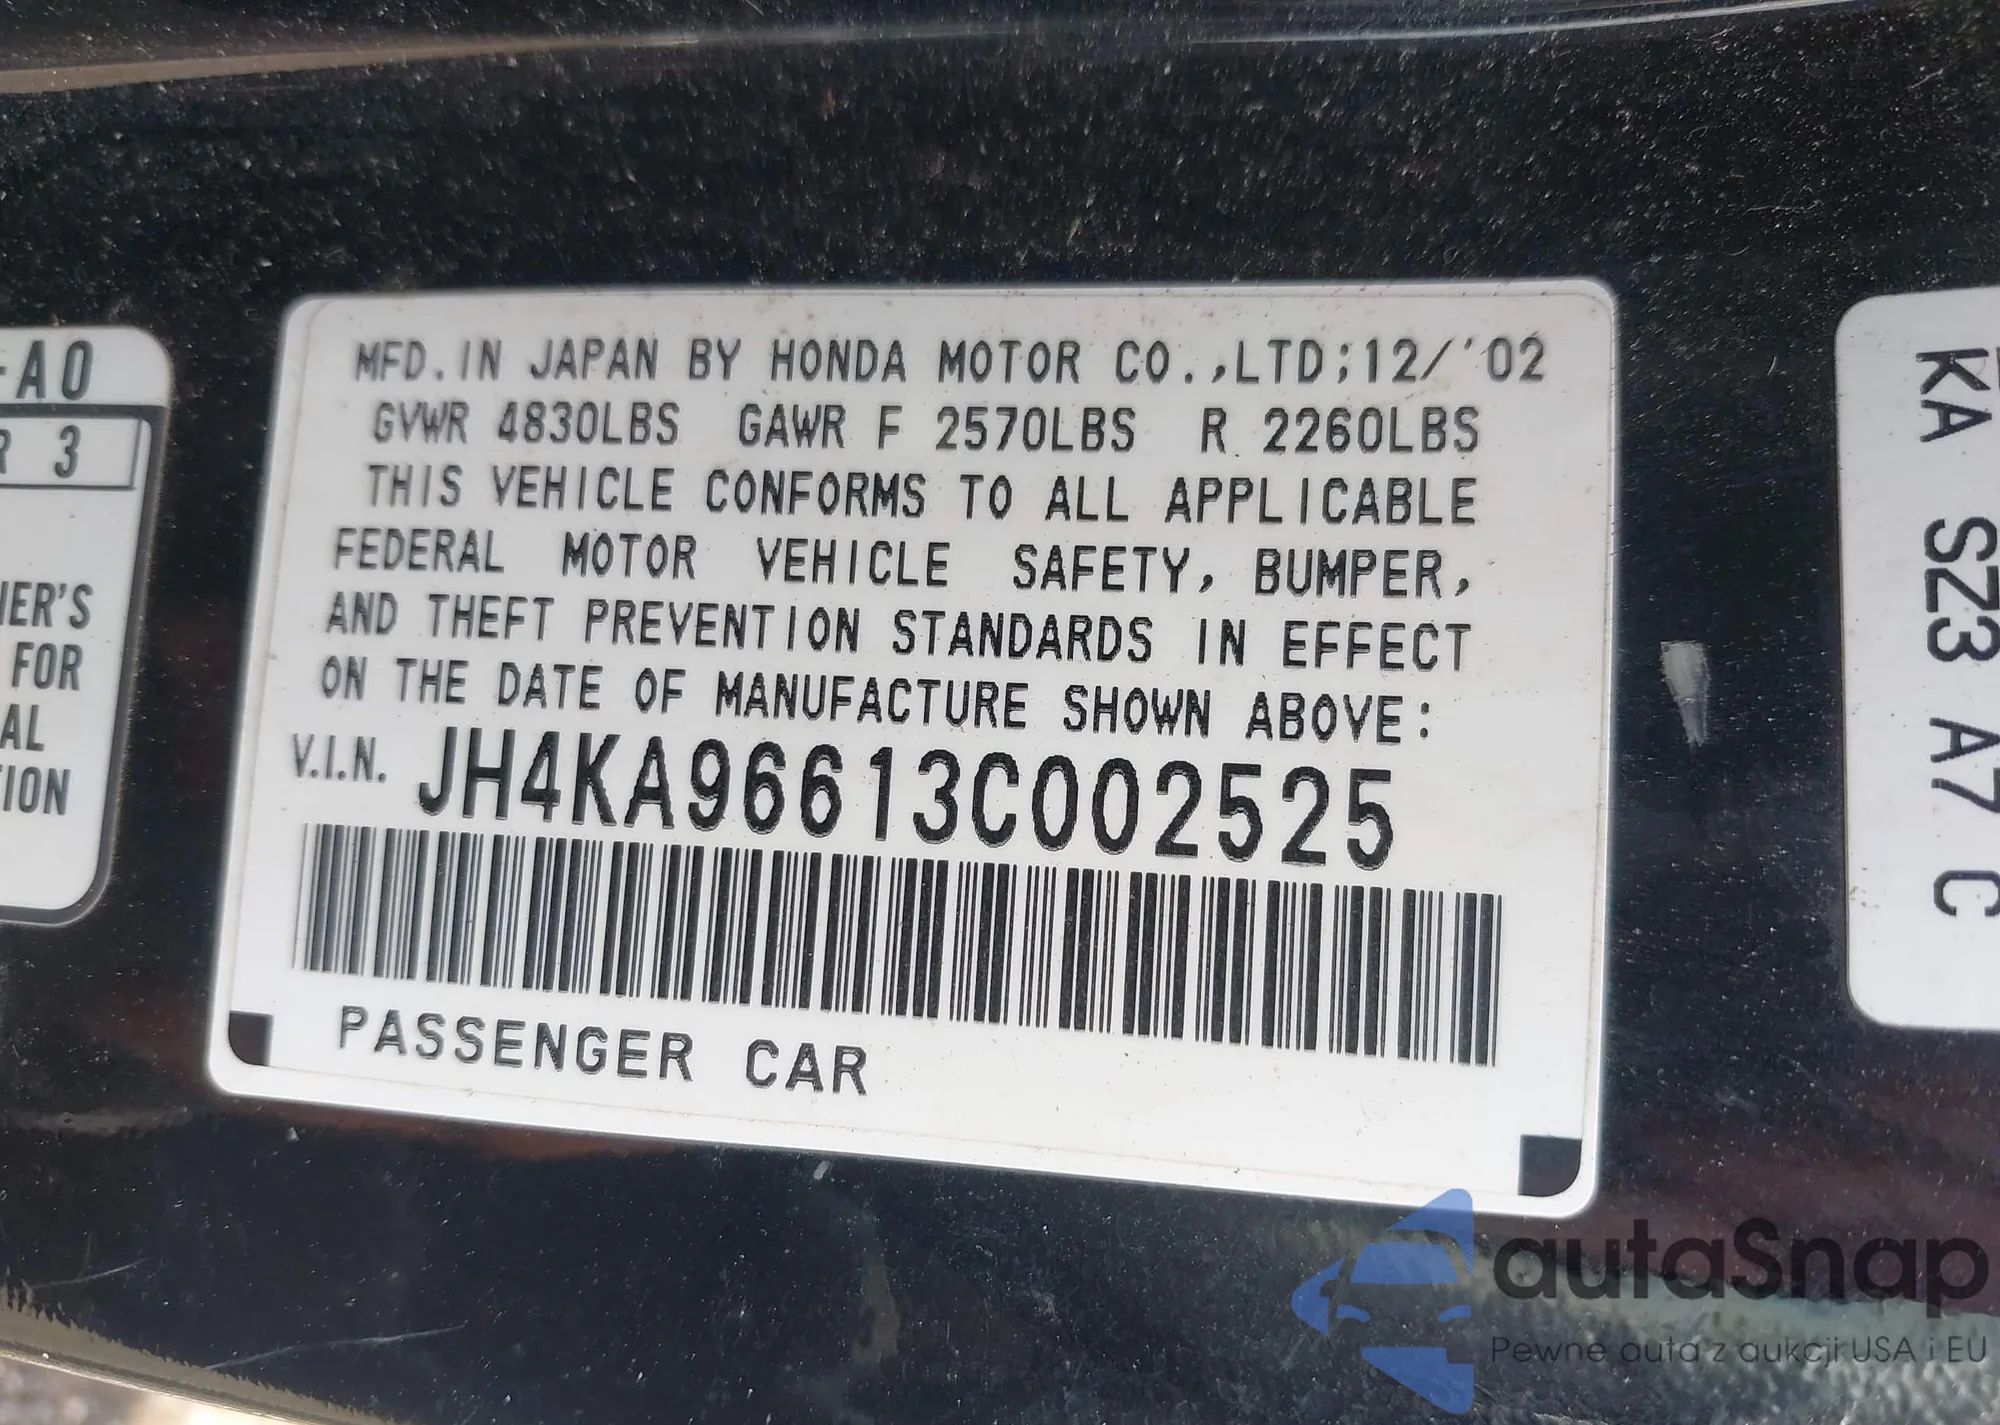 -A0
R 3
IER'S
FOR
AL
TION
MFD. IN JAPAN BY HONDA MOTOR CO.,LTD;12/'02
GVWR 4830LBS GAWR F 2570LBS R 2260LBS
THIS VEHICLE CONFORMS TO ALL APPLICABLE
FEDERAL MOTOR VEHICLE SAFETY, BUMPER,
AND THEFT PREVENTION STANDARDS IN EFFECT
ON THE DATE OF MANUFACTURE SHOWN ABOVE:
V.I.N. JH4KA96613C002525
PASSENGER CAR
KA SZ3 A7 C
autaSnap
Pewne auta z aukcji USA i EU